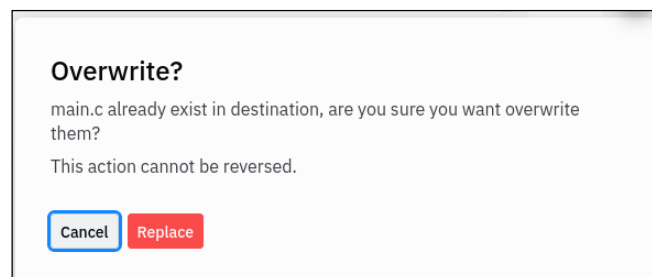 Overwrite?
main.c already exist in destination, are you sure you want overwrite
them?
This action cannot be reversed.
Cancel Replace